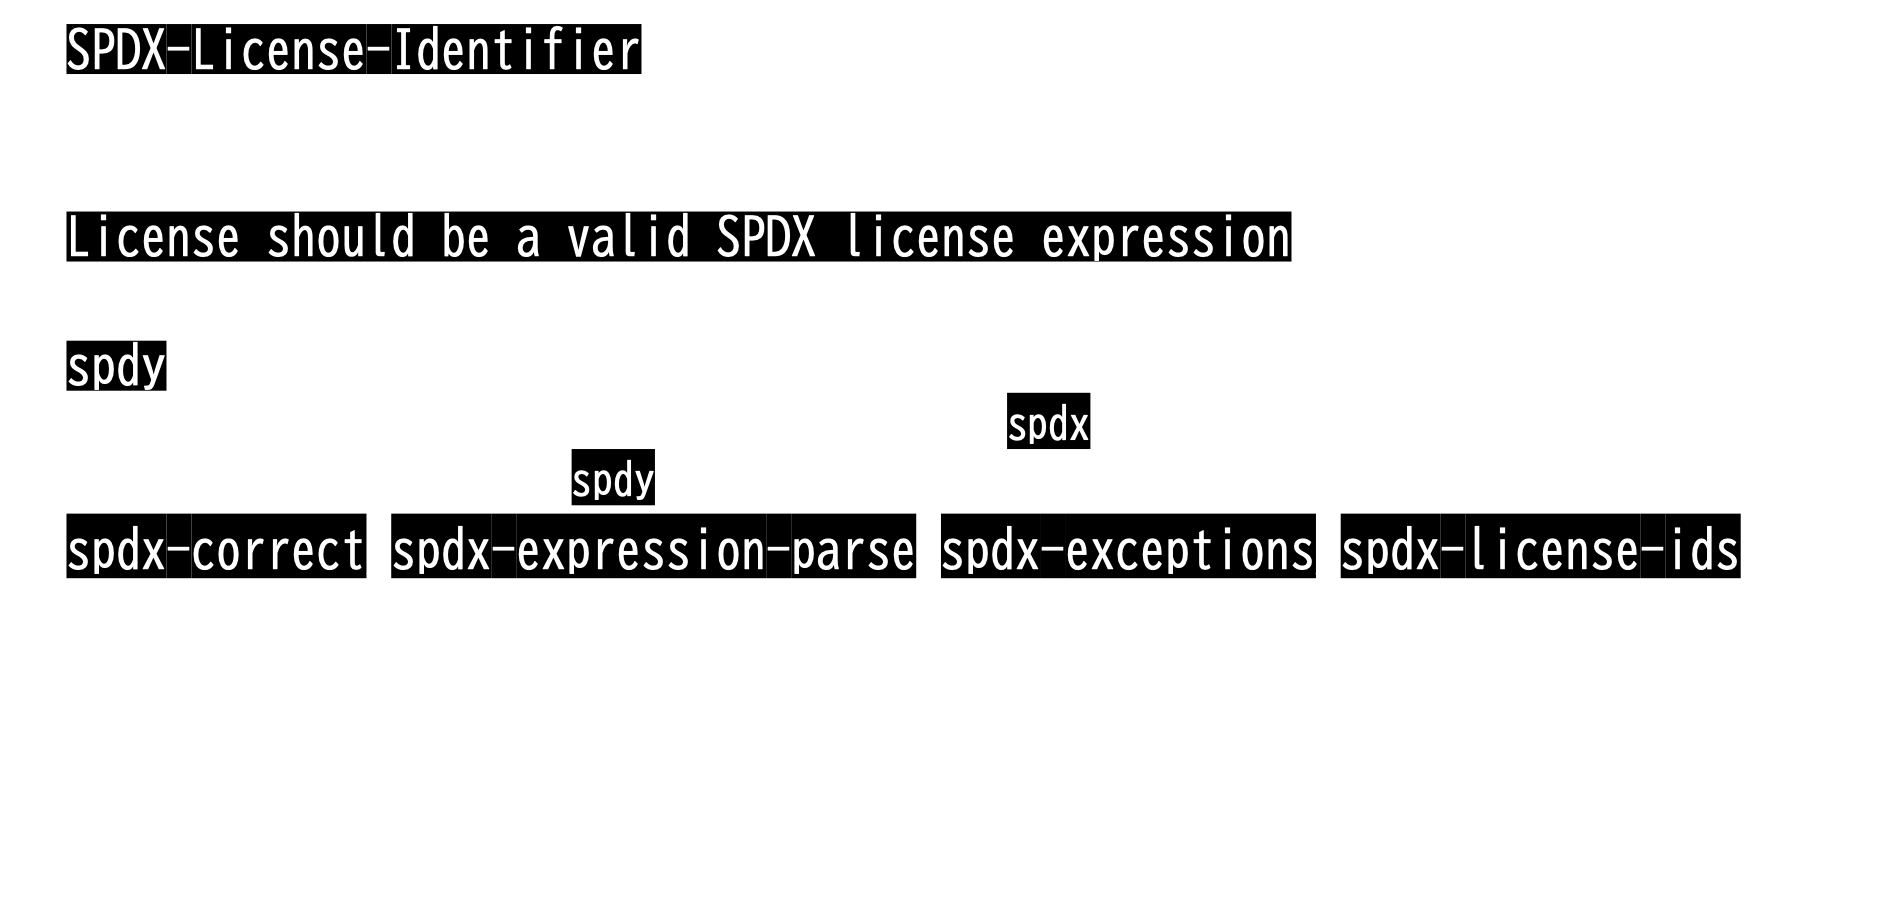 SPDX-License-Identifier
License should be a valid SPDX license expression
spdy
spdx
spdy
spdx-correct spdx-expression-parse spdx-exceptions spdx-license-ids